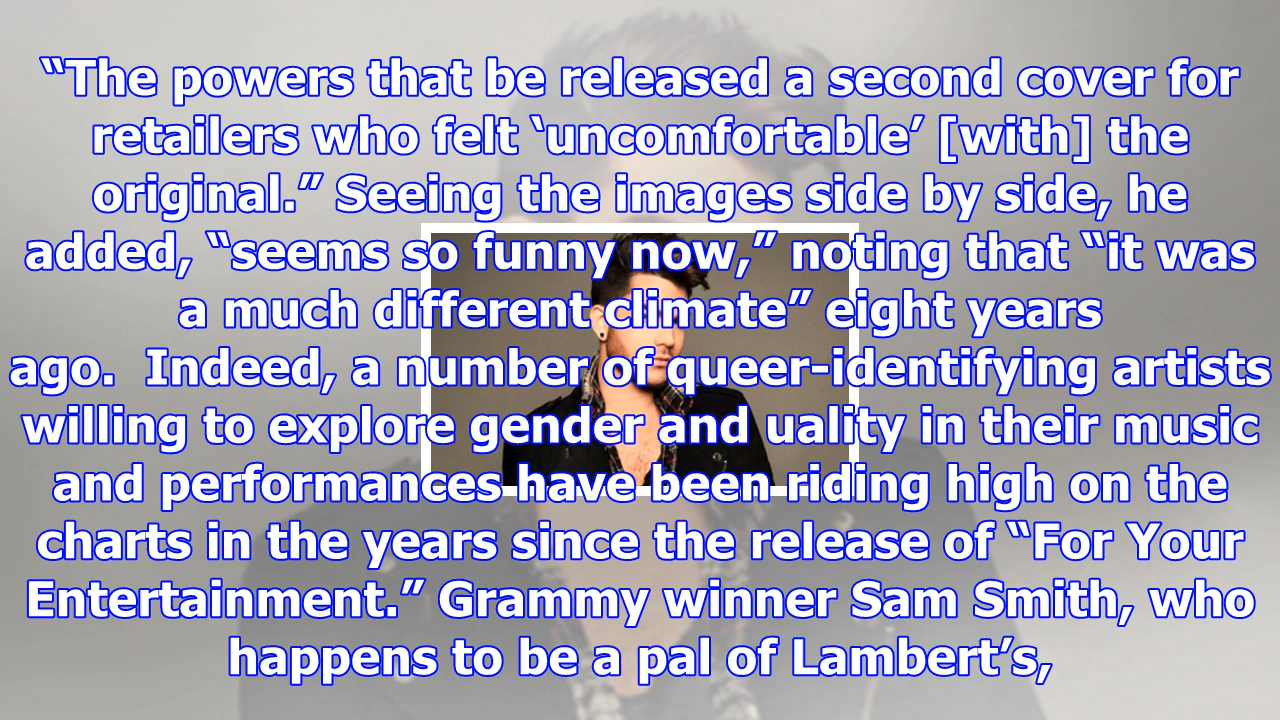 “The powers that be released a second cover for
retailers who felt ‘uncomfortable’ [with] the
original.” Seeing the images side by side, he
added, “seems so funny now,” noting that “it was
a much different climate” eight years
ago.  Indeed, a number of queer-identifying artists
willing to explore gender and uality in their music
and performances have been riding high on the
charts in the years since the release of “For Your
Entertainment.” Grammy winner Sam Smith, who
happens to be a pal of Lambert’s,